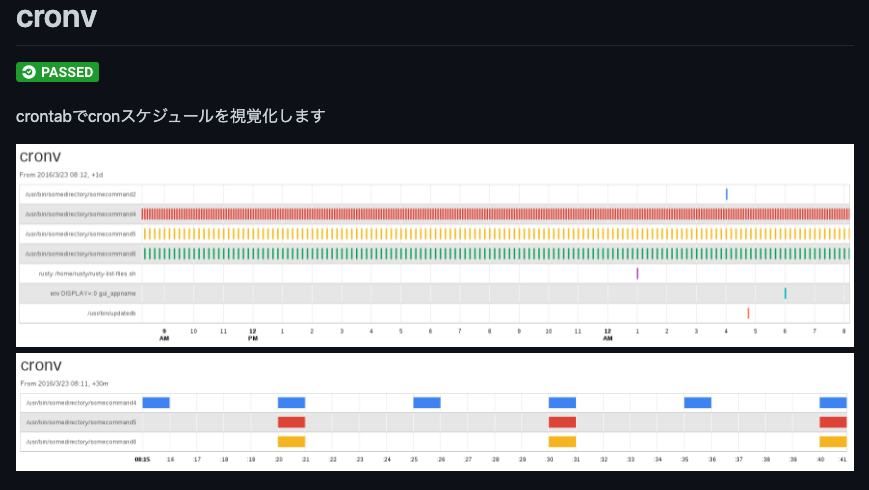 cronv
PASSED
crontabでcronスケジュールを視覚化します
cronv
From 2016/3/23 08:12, +1d
/usr/bin/somedirectory/somecommand2
/usr/bin/somedirectory/somecommand4
/usr/bin/somedirectory/somecommand5
/usr/bin/somedirectory/somecommand6
rusty /home/rusty/rusty-list-files.sh
env DISPLAY=:0 gui_appname
/usr/bin/updatedb
9 AM 10 11 12 PM 1 2 3 4 5 6 7 8 9 10 11 12 AM 1 2 3 4 5 6 7 8
cronv
From 2016/3/23 08:11, +30m
/usr/bin/somedirectory/somecommand4
/usr/bin/somedirectory/somecommand5
/usr/bin/somedirectory/somecommand6
08:15 :16 :17 :18 :19 :20 :21 :22 :23 :24 :25 :26 :27 :28 :29 :30 :31 :32 :33 :34 :35 :36 :37 :38 :39 :40 :41